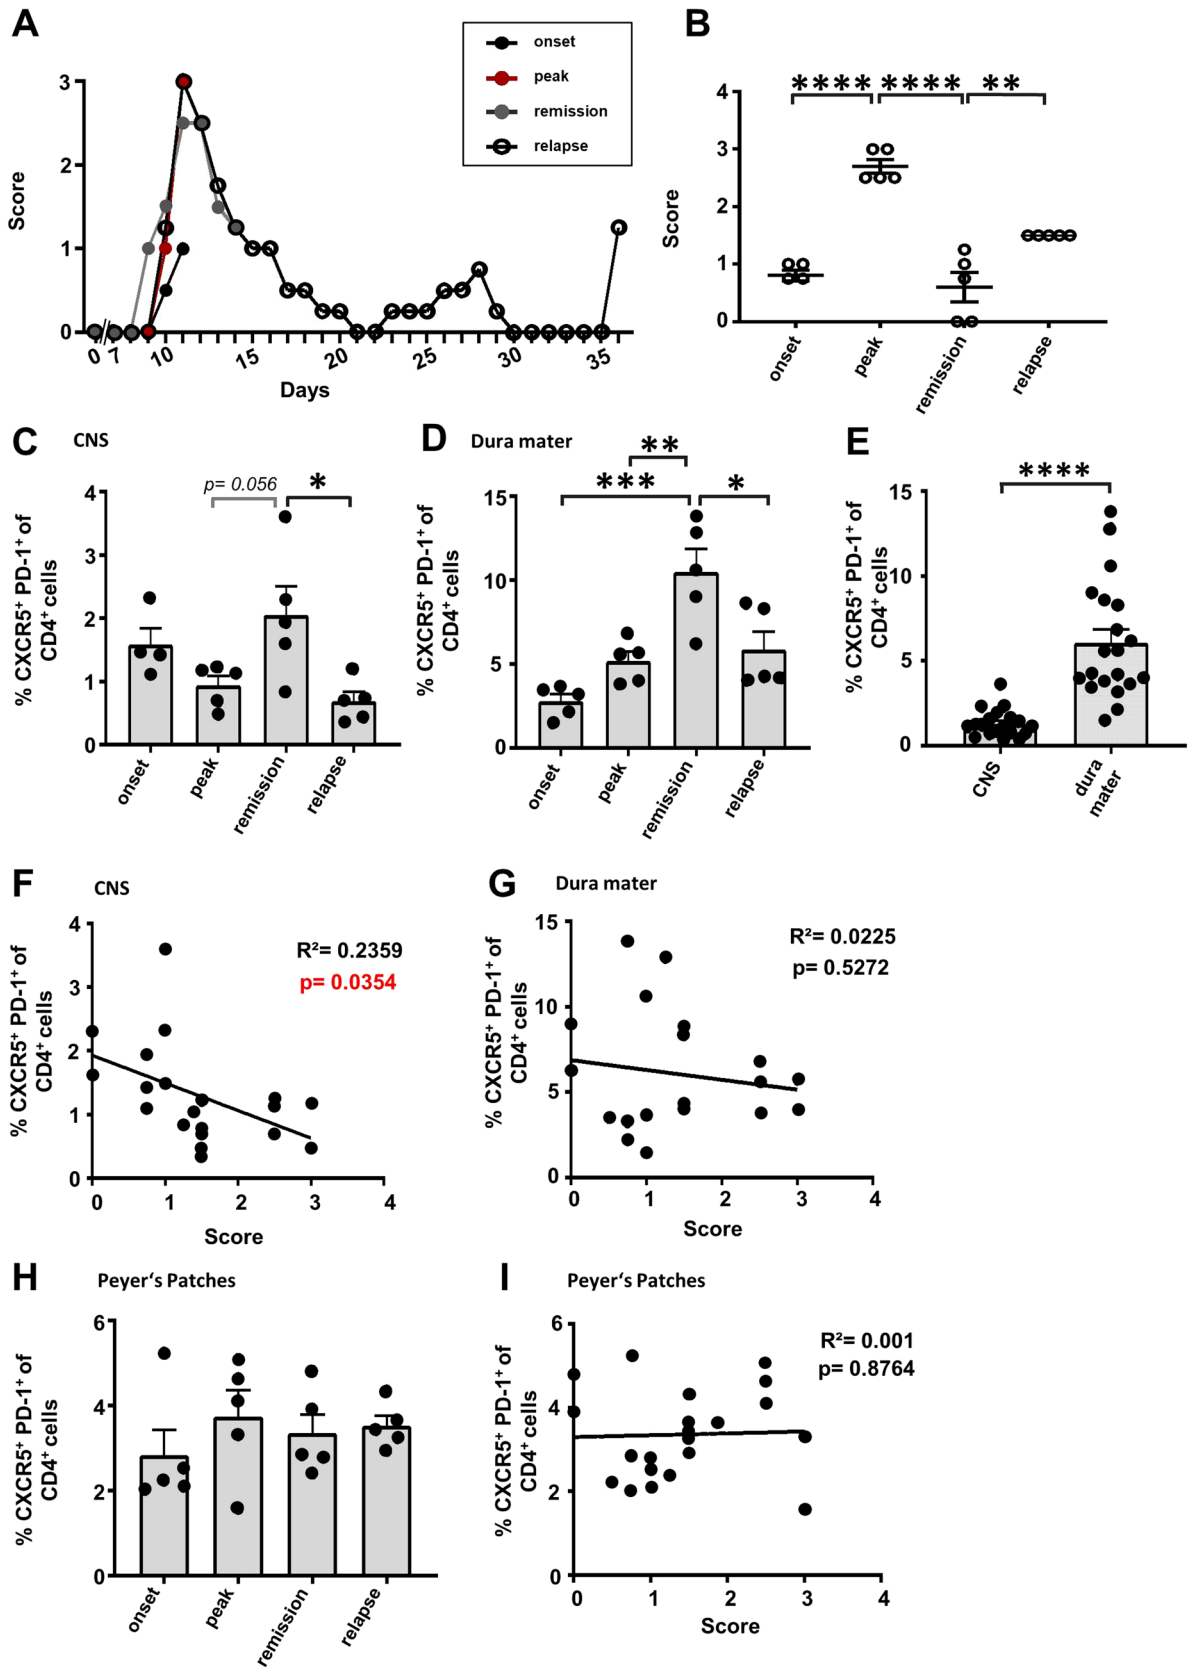 A
onset
peak
remission
relapse
3
2
1
0
Score
0 7 10 15 20 25 30 35
Days
B
**** **** **
4
3
2
1
0
Score
onset peak remission relapse
C CNS
p= 0.056 *
4
3
2
1
0
% CXCR5⁺ PD-1⁺ of
CD4⁺ cells
onset peak remission relapse
D Dura mater
**
*** *
15
10
5
0
% CXCR5⁺ PD-1⁺ of
CD4⁺ cells
onset peak remission relapse
E
****
15
10
5
0
% CXCR5⁺ PD-1⁺ of
CD4⁺ cells
CNS dura
mater
F CNS
R²= 0.2359
p= 0.0354
4
3
2
1
0
% CXCR5⁺ PD-1⁺ of
CD4⁺ cells
0 1 2 3 4
Score
G Dura mater
R²= 0.0225
p= 0.5272
15
10
5
0
% CXCR5⁺ PD-1⁺ of
CD4⁺ cells
0 1 2 3 4
Score
H Peyer‘s Patches
6
4
2
0
% CXCR5⁺ PD-1⁺ of
CD4⁺ cells
onset peak remission relapse
I Peyer‘s Patches
R²= 0.001
p= 0.8764
6
4
2
0
% CXCR5⁺ PD-1⁺ of
CD4⁺ cells
0 1 2 3 4
Score